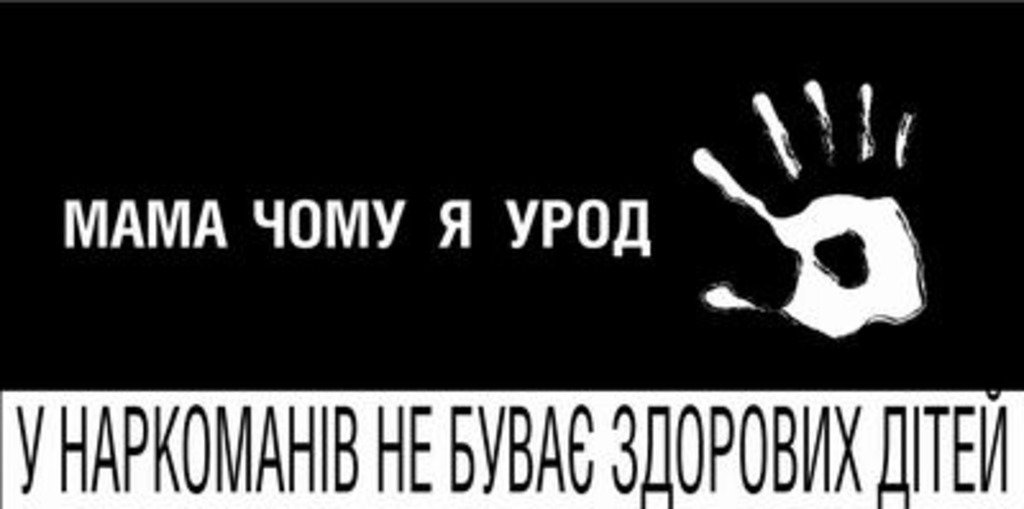 МАМА ЧОМУ Я УРОД
У НАРКОМАНІВ НЕ БУВАЄ ЗДОРОВИХ ДІТЕЙ